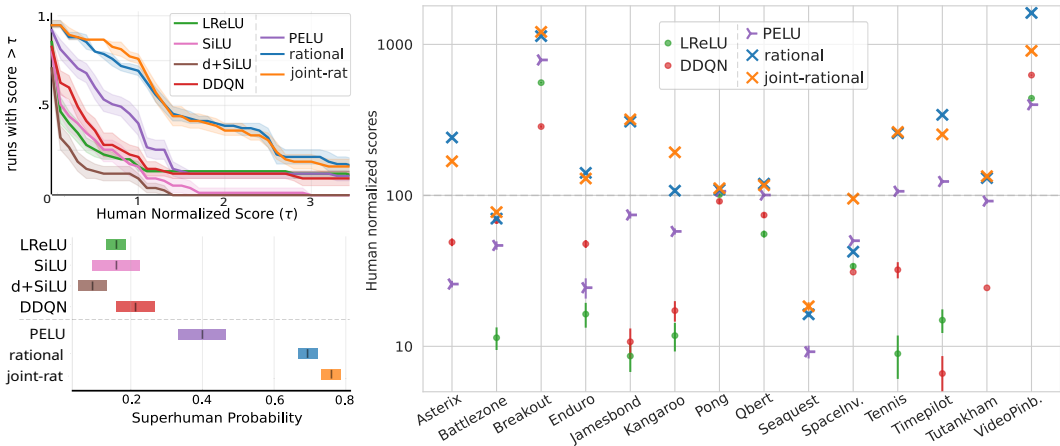 runs with score > τ
1.
.5
0
LReLU
SiLU
d+SiLU
DDQN
PELU
rational
joint-rat
0 1 2 3
Human Normalized Score (τ)
LReLU
SiLU
d+SiLU
DDQN
PELU
rational
joint-rat
0.2 0.4 0.6 0.8
Superhuman Probability
Human normalized scores
1000
100
10
LReLU
DDQN
PELU
rational
joint-rational
Asterix
Battlezone
Breakout
Enduro
Jamesbond
Kangaroo
Pong
Qbert
Seaquest
SpaceInv.
Tennis
Timepilot
Tutankham
VideoPinb.